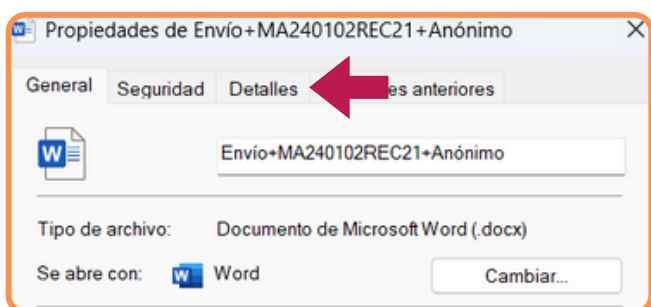 Propiedades de Envío+MA240102REC21+Anónimo
General Seguridad Detalles es anteriores
Envío+MA240102REC21+Anónimo
Tipo de archivo: Documento de Microsoft Word (.docx)
Se abre con: Word Cambiar...